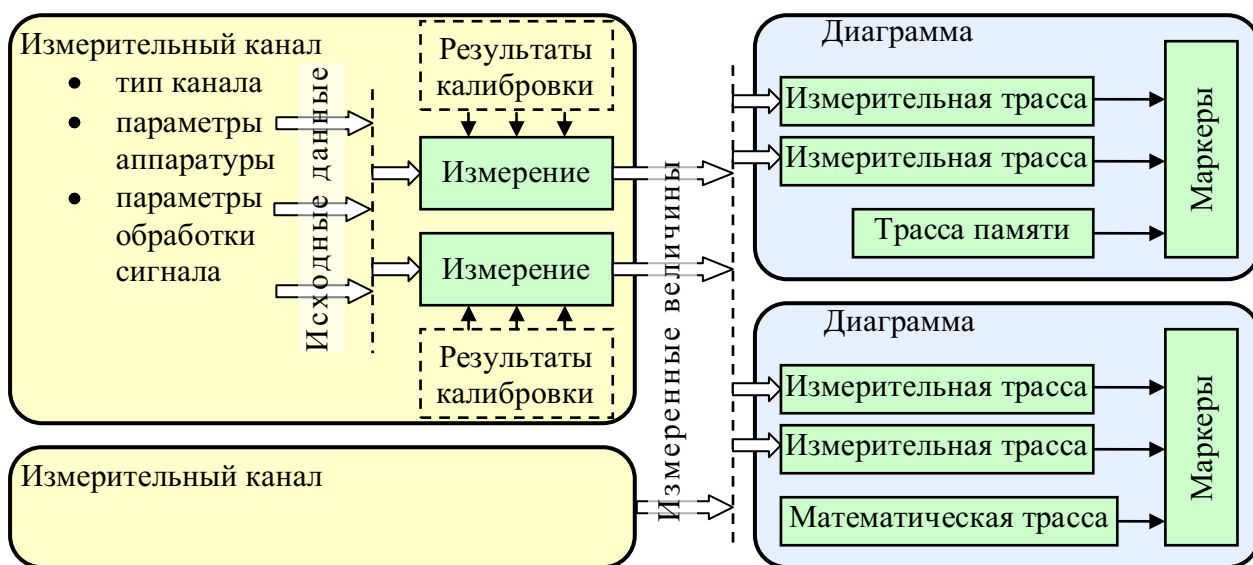 Измерительный канал
• тип канала
• параметры
аппаратуры
• параметры
обработки
сигнала
Исходные данные
Результаты
калибровки
Измерение
Измерение
Результаты
калибровки
Измерительный канал
Измеренные величины
Диаграмма
Измерительная трасса
Измерительная трасса
Трасса памяти
Маркеры
Диаграмма
Измерительная трасса
Измерительная трасса
Математическая трасса
Маркеры